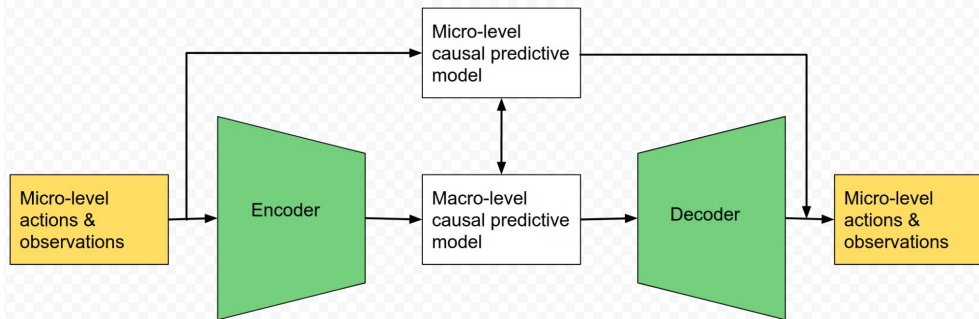 Micro-level
causal predictive
model
Micro-level
actions &
observations
Encoder
Macro-level
causal predictive
model
Decoder
Micro-level
actions &
observations